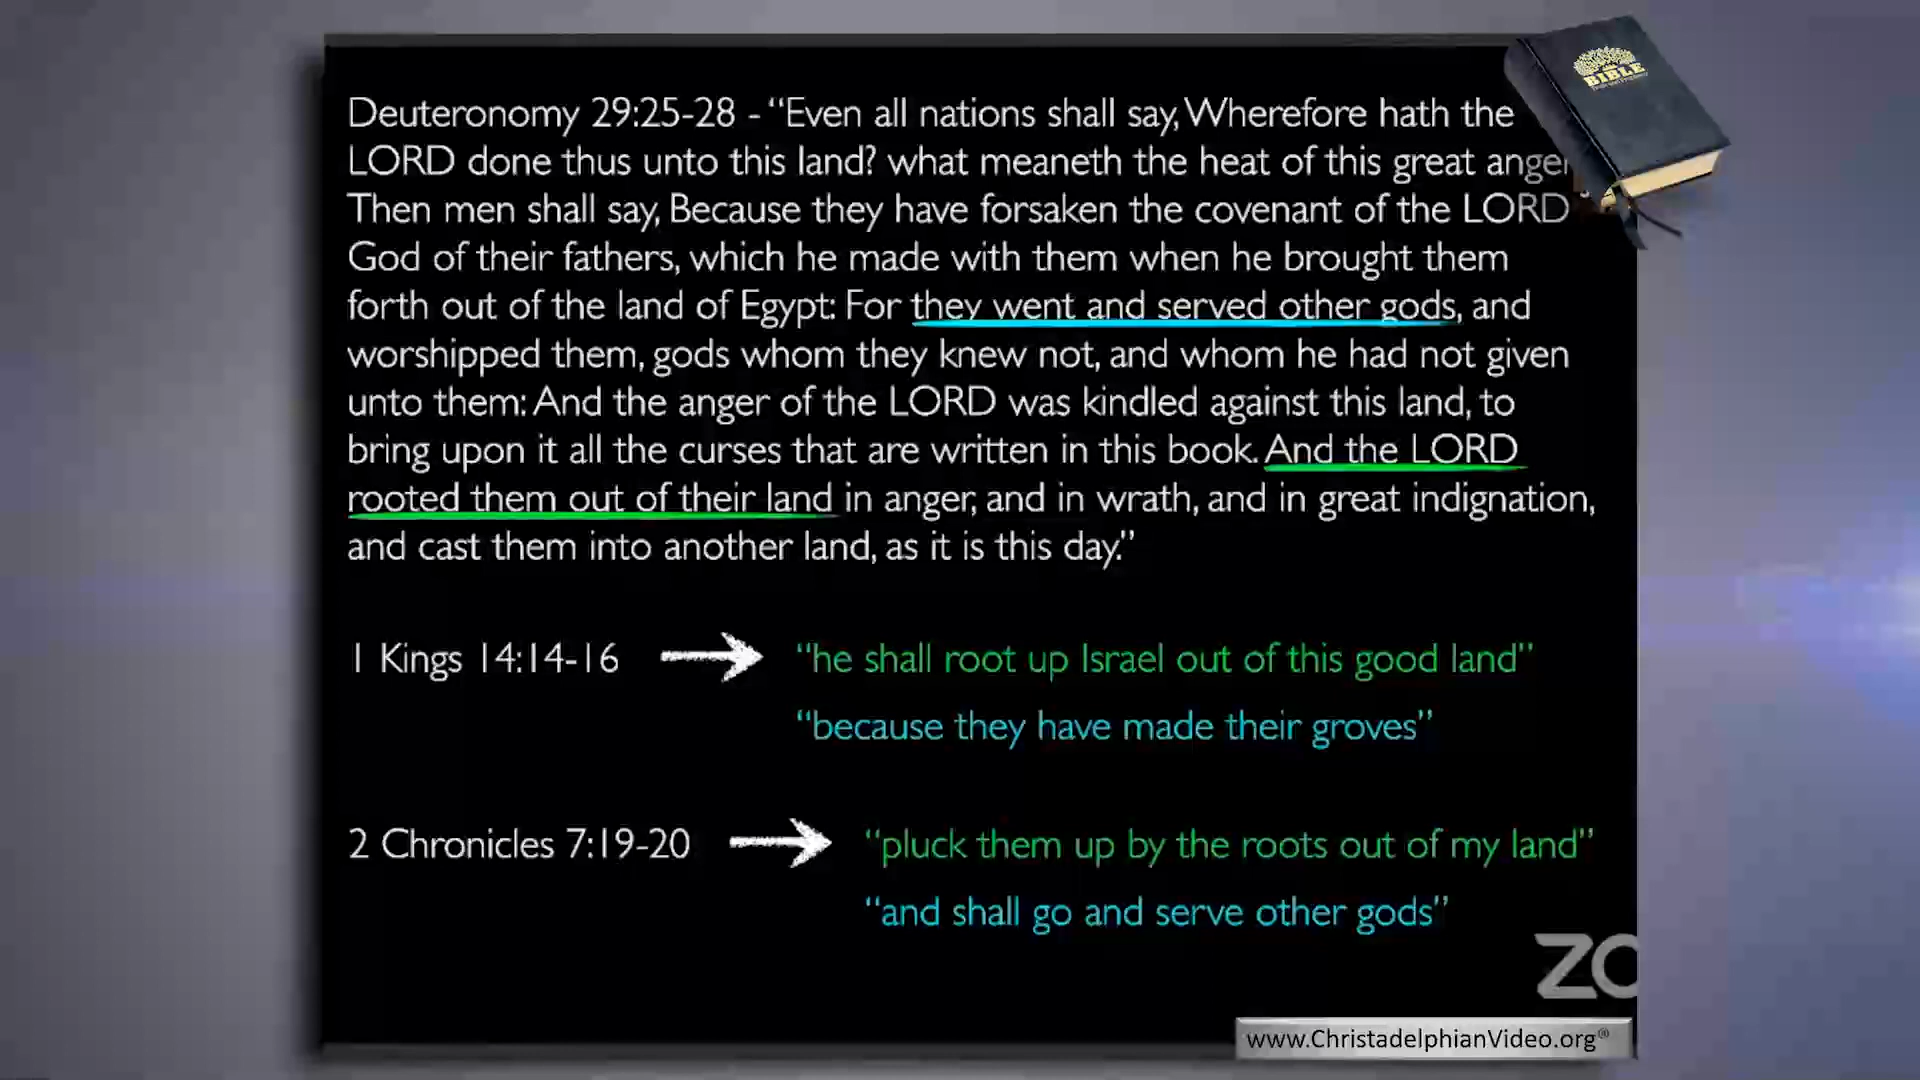 BIBLE
Deuteronomy 29:25-28 - “Even all nations shall say, Wherefore hath the
LORD done thus unto this land? what meaneth the heat of this great anger
Then men shall say, Because they have forsaken the covenant of the LORD
God of their fathers, which he made with them when he brought them
forth out of the land of Egypt: For they went and served other gods, and
worshipped them, gods whom they knew not, and whom he had not given
unto them: And the anger of the LORD was kindled against this land, to
bring upon it all the curses that are written in this book. And the LORD
rooted them out of their land in anger, and in wrath, and in great indignation,
and cast them into another land, as it is this day.”
1 Kings 14:14-16 “he shall root up Israel out of this good land”
“because they have made their groves”
2 Chronicles 7:19-20 “pluck them up by the roots out of my land”
“and shall go and serve other gods”
ZO
www.ChristadelphianVideo.org®